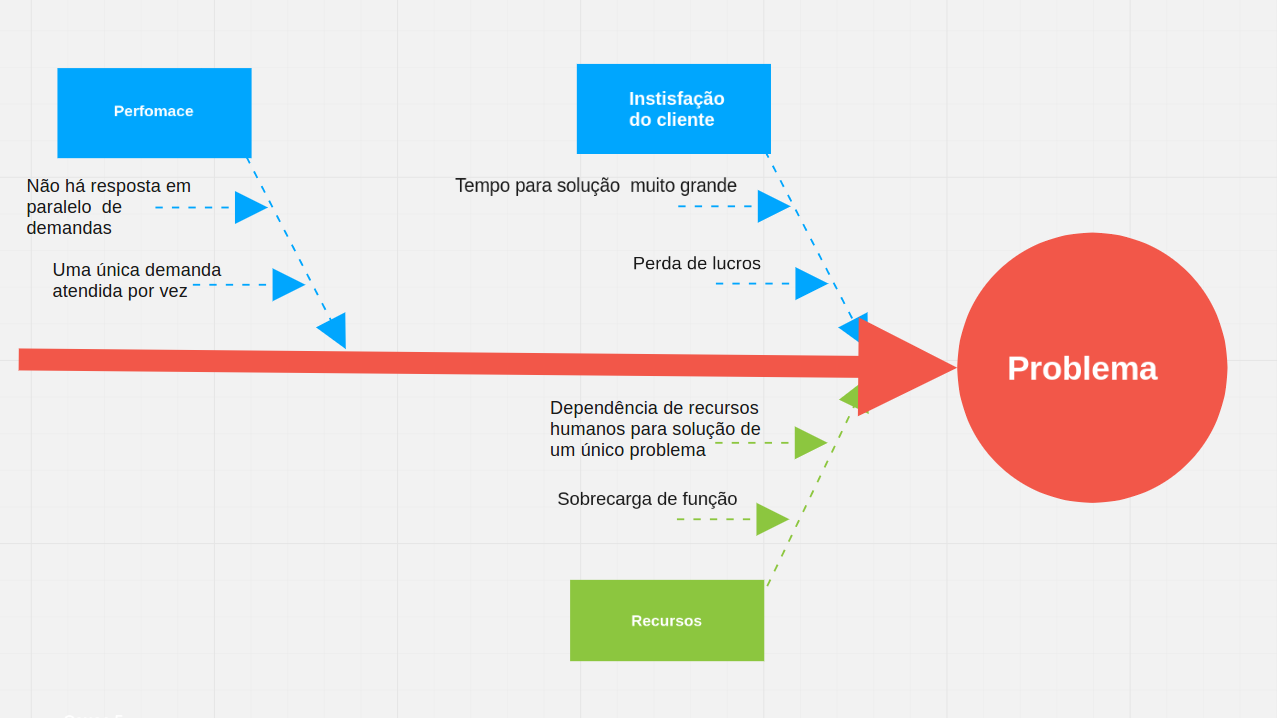 Perfomace
Instisfação
do cliente
Não há resposta em
paralelo  de
demandas
Uma única demanda
atendida por vez
Tempo para solução  muito grande
Perda de lucros
Problema
Dependência de recursos
humanos para solução de
um único problema
Sobrecarga de função
Recursos